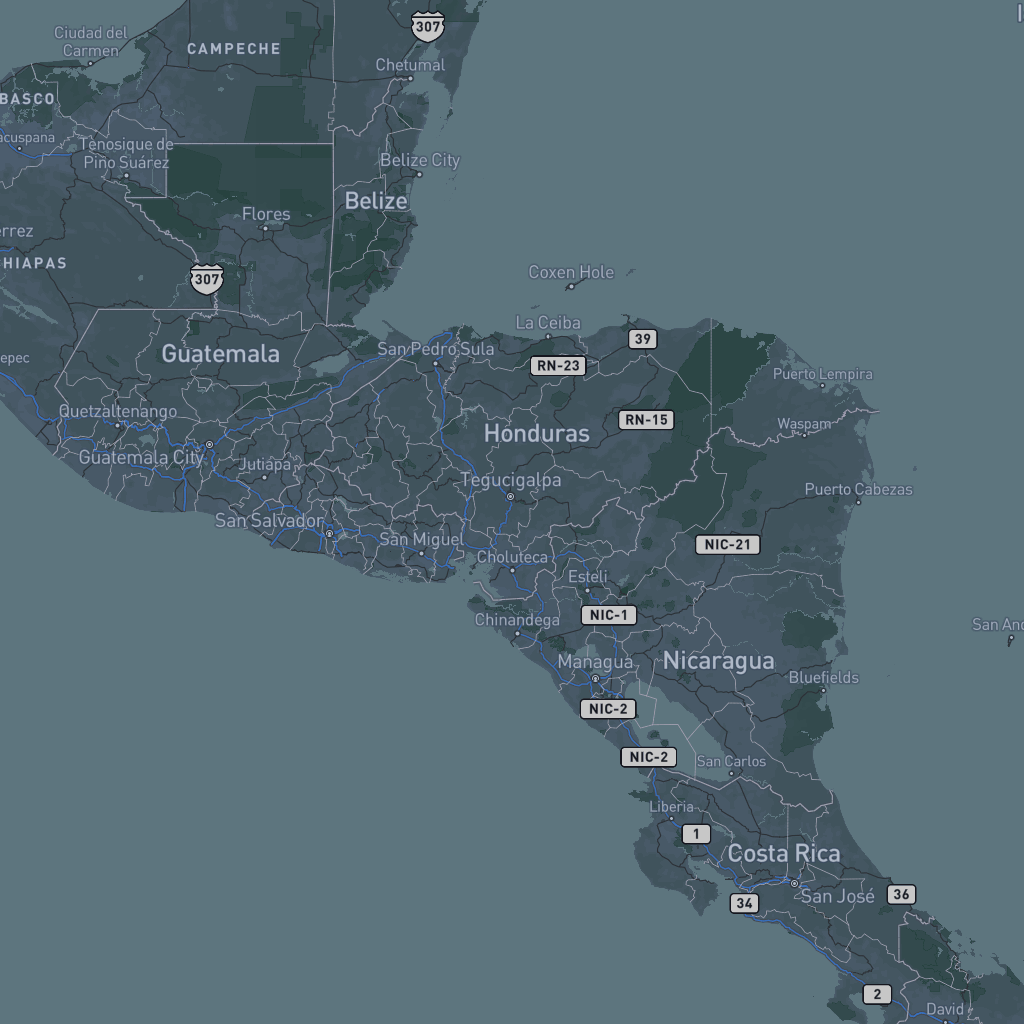 307
Ciudad del
Carmen
CAMPECHE
Chetumal
BASCO
acuspana
Tenosique de
Pino Suárez
Belize City
Belize
Flores
errez
HIAPAS
307
Coxen Hole
La Ceiba
39
Guatemala
San Pedro Sula
RN-23
tepec
Puerto Lempira
Quetzaltenango
RN-15
Waspam
Honduras
Guatemala City
Jutiapa
Tegucigalpa
Puerto Cabezas
San Salvador
San Miguel
NIC-21
Choluteca
Estelí
NIC-1
Chinandega
San And
Managua
Nicaragua
Bluefields
NIC-2
NIC-2
San Carlos
Liberia
1
Costa Rica
San José
36
34
2
David